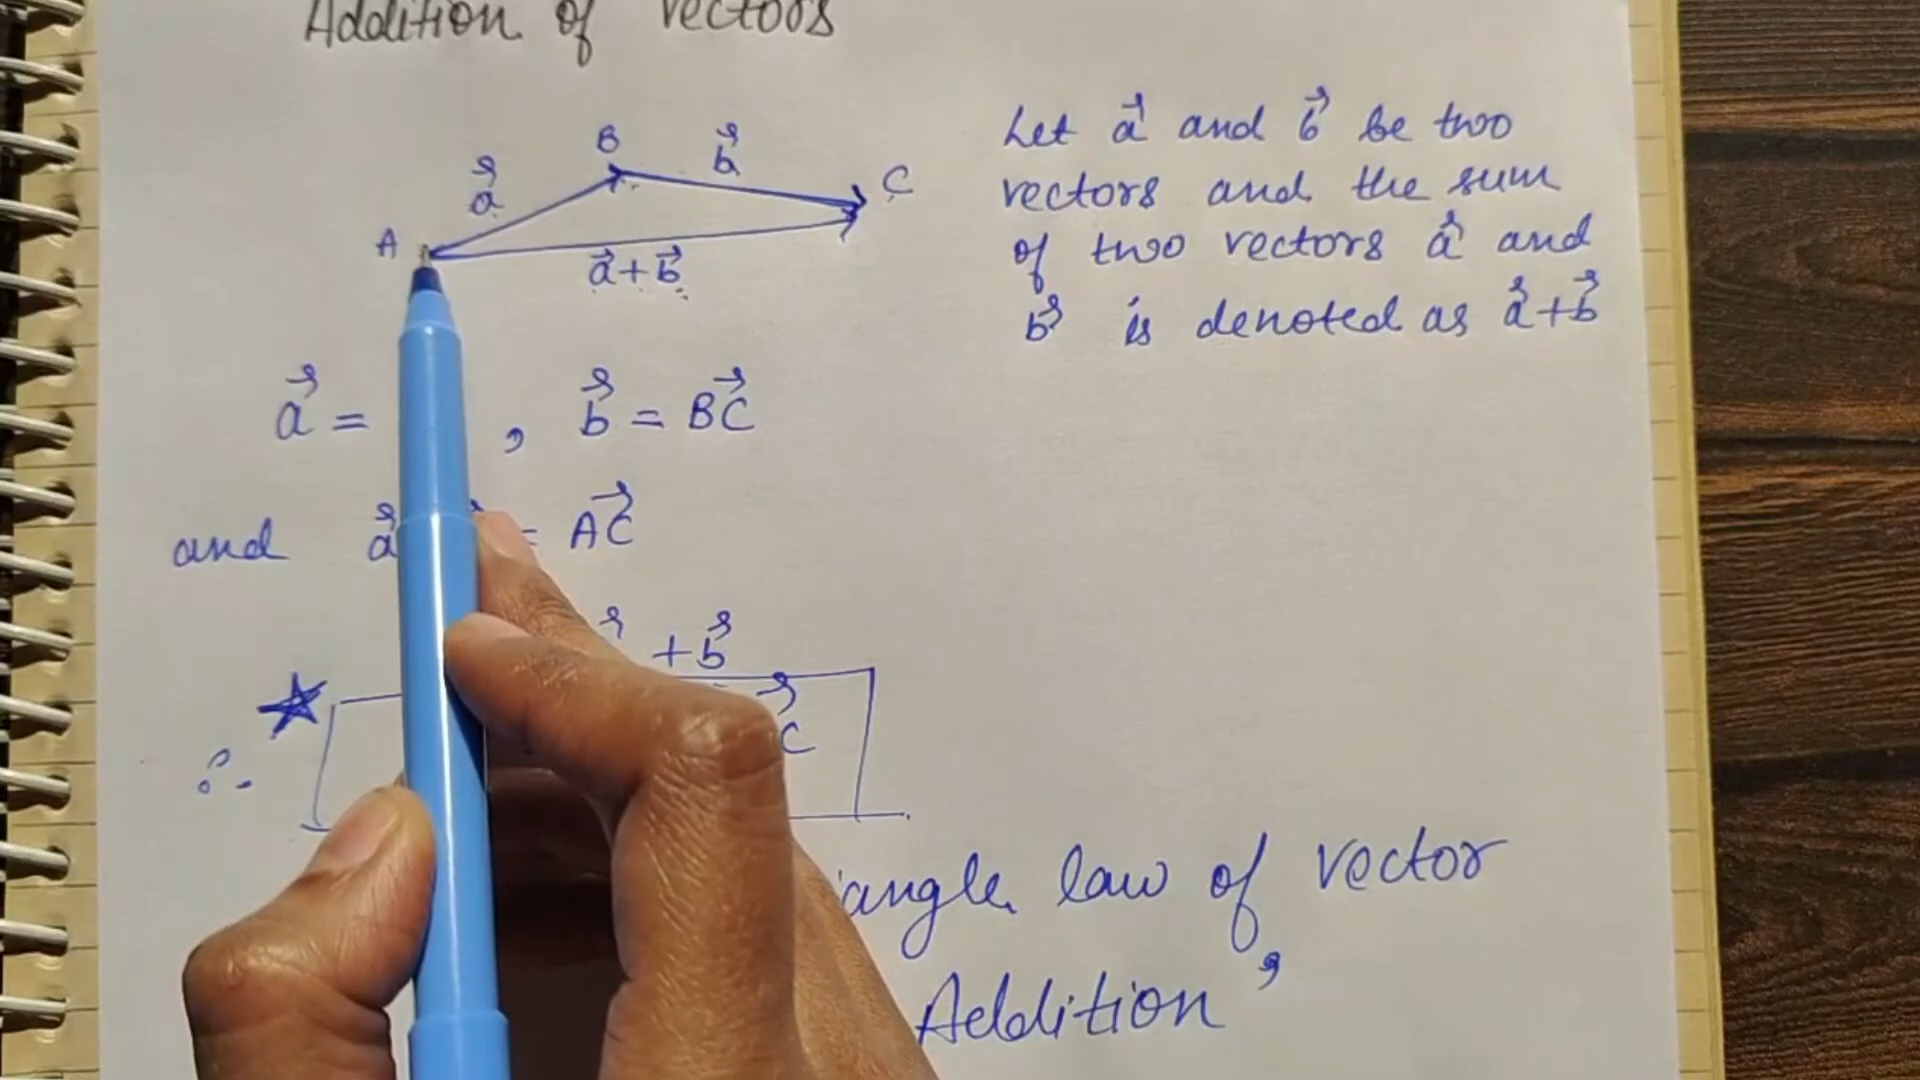 Addition of vectors
B
b⃗
a⃗
A
C
a⃗+b⃗
Let a⃗ and b⃗ be two
vectors and the sum
of two vectors a⃗ and
b⃗ is denoted as a⃗+b⃗
a⃗ = , b⃗ = BC⃗
and a⃗ = AC⃗
+b⃗
∴ C
law of vector
Addition